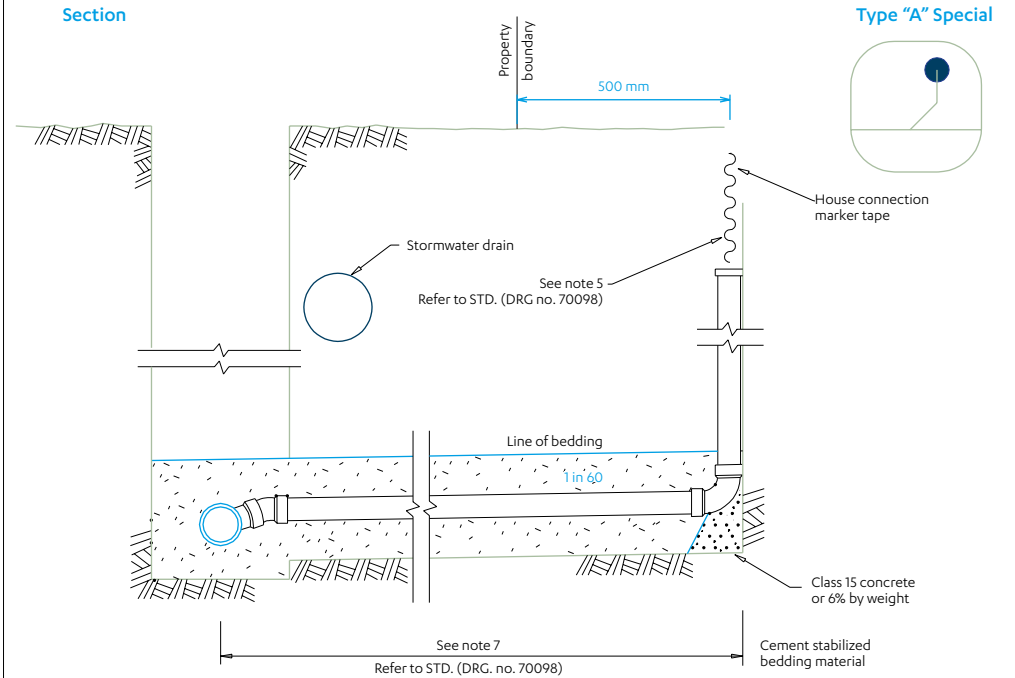 Section
Type “A” Special
Property
boundary
500 mm
House connection
marker tape
Stormwater drain
See note 5
Refer to STD. (DRG no. 70098)
Line of bedding
1 in 60
Class 15 concrete
or 6% by weight
See note 7
Refer to STD. (DRG. no. 70098)
Cement stabilized
bedding material